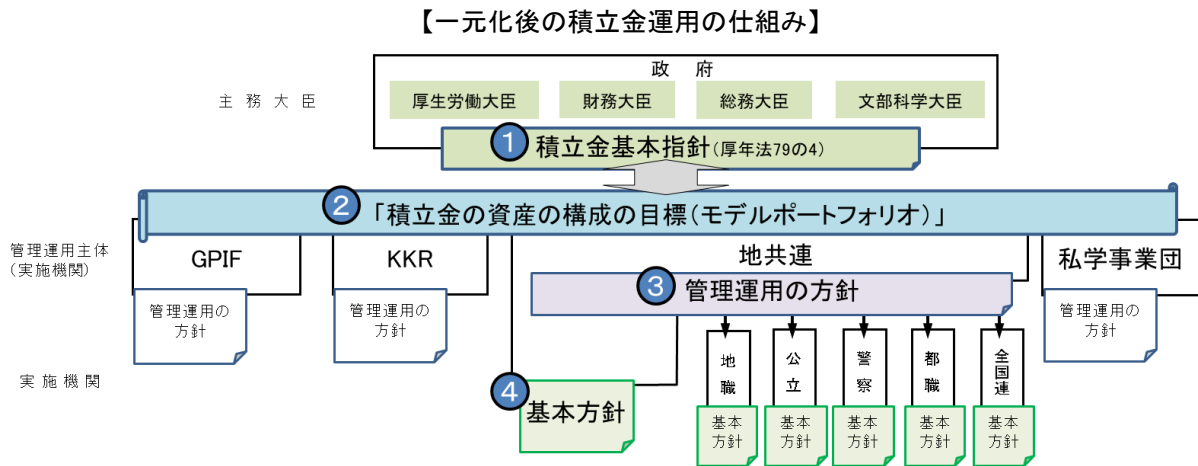 【一元化後の積立金運用の仕組み】
政 府
主務大臣
厚生労働大臣
財務大臣
総務大臣
文部科学大臣
① 積立金基本指針(厚年法79の4)
② 「積立金の資産の構成の目標(モデルポートフォリオ)」
管理運用主体
(実施機関)
GPIF
KKR
地共連
私学事業団
管理運用の
方針
管理運用の
方針
③ 管理運用の方針
管理運用の
方針
実施機関
④ 基本方針
地職
公立
警察
都職
全国連
基本
方針
基本
方針
基本
方針
基本
方針
基本
方針